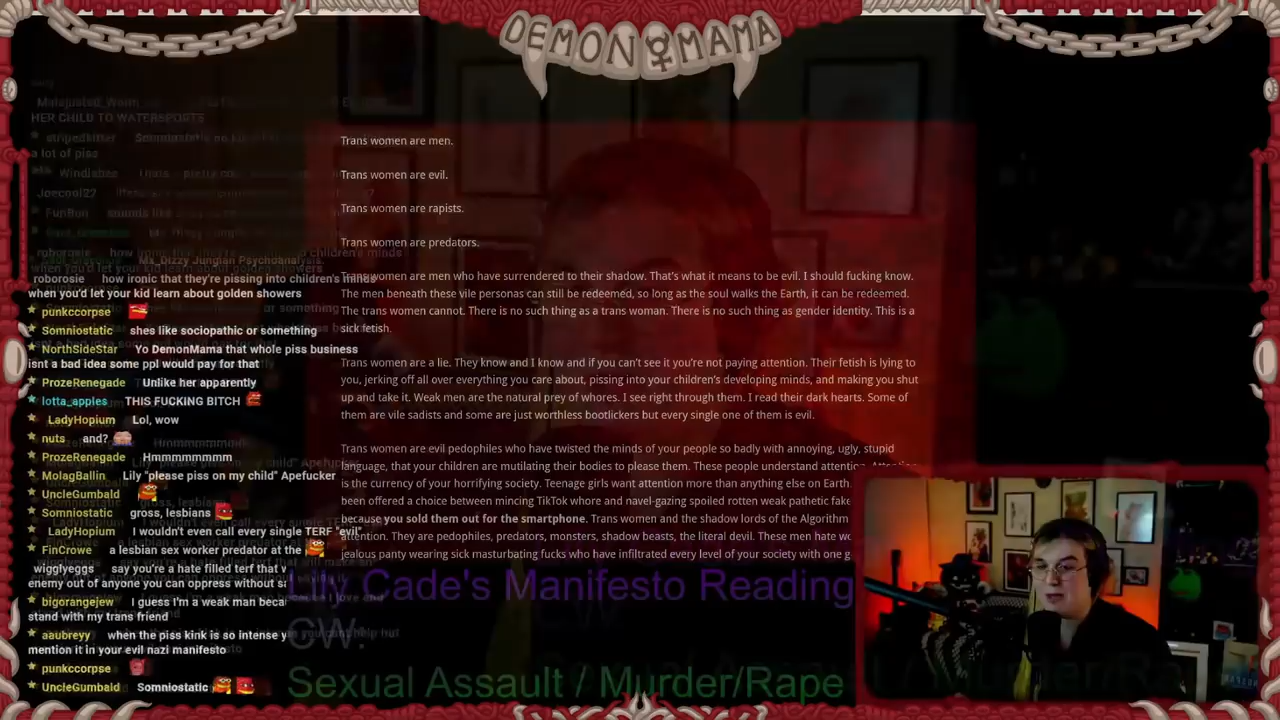 DEMON MAMA
HER CHILD TO WATERSPORTS
stripedkitter
a lot of piss
Windiebee
Joecool22
FunBun
roborosie how ironic that they're pissing into children's minds
when you'd let your kid learn about golden showers
punkccorpse
Somniostatic shes like sociopathic or something
NorthSideStar Yo DemonMama that whole piss business
isnt a bad idea some ppl would pay for that
ProzeRenegade Unlike her apparently
lotta_apples THIS FUCKING BITCH
LadyHopium Lol, wow
nuts and?
ProzeRenegade Hmmmmmmm
MolagBallin Lily "please piss on my child" Apefucker
UncleGumbald
Somniostatic gross, lesbians
LadyHopium I wouldn't even call every single TERF "evil"
FinCrowe a lesbian sex worker predator at the
wigglyeggs say you're a hate filled terf that
enemy out of anyone you can oppress without
bigorangejew I guess I'm a weak man
stand with my trans friend
aaubreyy when the piss kink is so intense
mention it in your evil nazi manifesto
punkccorpse
UncleGumbald Somniostatic
Trans women are men.
Trans women are evil.
Trans women are rapists.
Trans women are predators.
Trans women are men who have surrendered to their shadow. That's what it means to be evil. I should fucking know.
The men beneath these vile personas can still be redeemed, so long as the soul walks the Earth, it can be redeemed.
The trans women cannot. There is no such thing as a trans woman. There is no such thing as gender identity. This is a
sick fetish.
Trans women are a lie. They know and I know and if you can't see it you're not paying attention. Their fetish is lying to
you, jerking off all over everything you care about, pissing into your children's developing minds, and making you shut
up and take it. Weak men are the natural prey of whores. I see right through them. I read their dark hearts. Some of
them are vile sadists and some are just worthless bootlickers but every single one of them is evil.
Trans women are evil pedophiles who have twisted the minds of your people so badly with annoying, ugly, stupid
language, that your children are mutilating their bodies to please them. These people understand attention. Attention
is the currency of your horrifying society. Teenage girls want attention more than anything else on Earth.
been offered a choice between mincing TikTok whore and navel-gazing spoiled rotten weak pathetic fake
because you sold them out for the smartphone. Trans women and the shadow lords of the Algorithm
attention. They are pedophiles, predators, monsters, shadow beasts, the literal devil. These men hate
jealous panty wearing sick masturbating fucks who have infiltrated every level of your society with one
Cade's Manifesto Reading
CW:
Sexual Assault / Murder/Rape